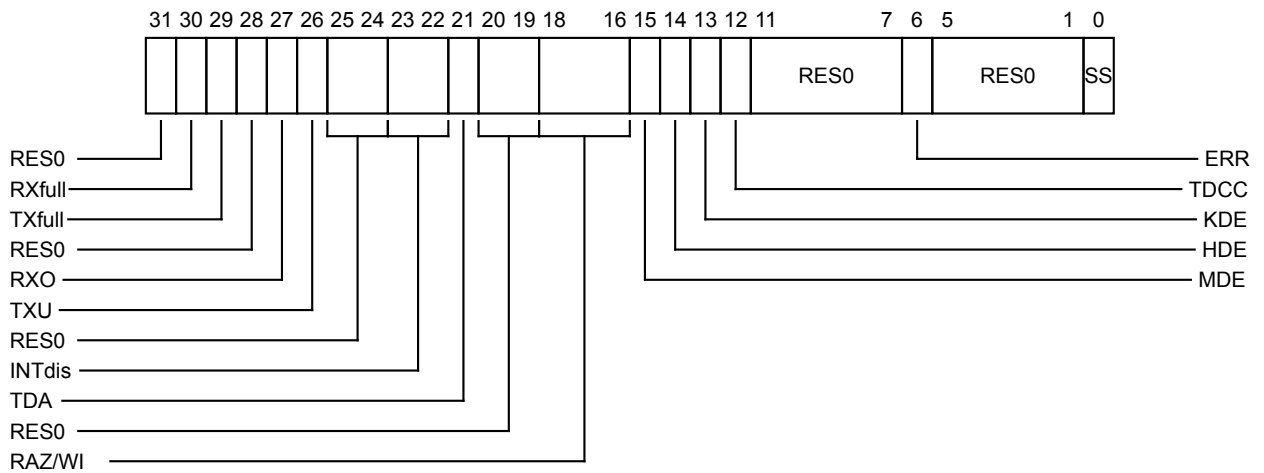 31 30 29 28 27 26 25 24 23 22 21 20 19 18 16 15 14 13 12 11 7 6 5 1 0
RES0 RES0 SS
RES0 ERR
RXfull TDCC
TXfull KDE
RES0 HDE
RXO MDE
TXU
RES0
INTdis
TDA
RES0
RAZ/WI